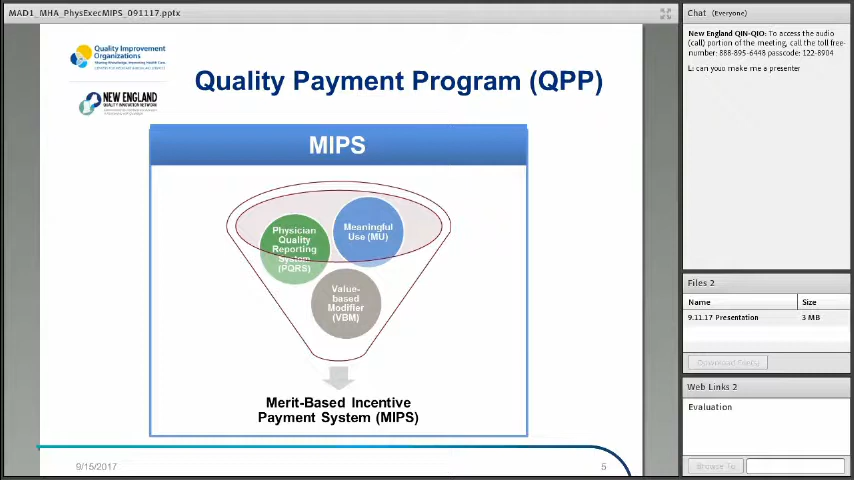 MAD1_MHA_PhysExecMIPS_091117.pptx
Quality Improvement
Organizations
Quality Payment Program (QPP)
NEW ENGLAND
MIPS
Physician
Quality
Reporting
System
(PQRS)
Meaningful
Use (MU)
Value-
based
Modifier
(VBM)
Merit-Based Incentive
Payment System (MIPS)
9/15/2017
5
Chat (Everyone)
New England QIN-QIO: To access the audio
(call) portion of the meeting, call the toll free-
number: 888-895-6448 passcode: 122-8904
L: can you make me a presenter
Files 2
Name
Size
9.11.17 Presentation
3 MB
Download File(s)
Web Links 2
Evaluation
Browse To